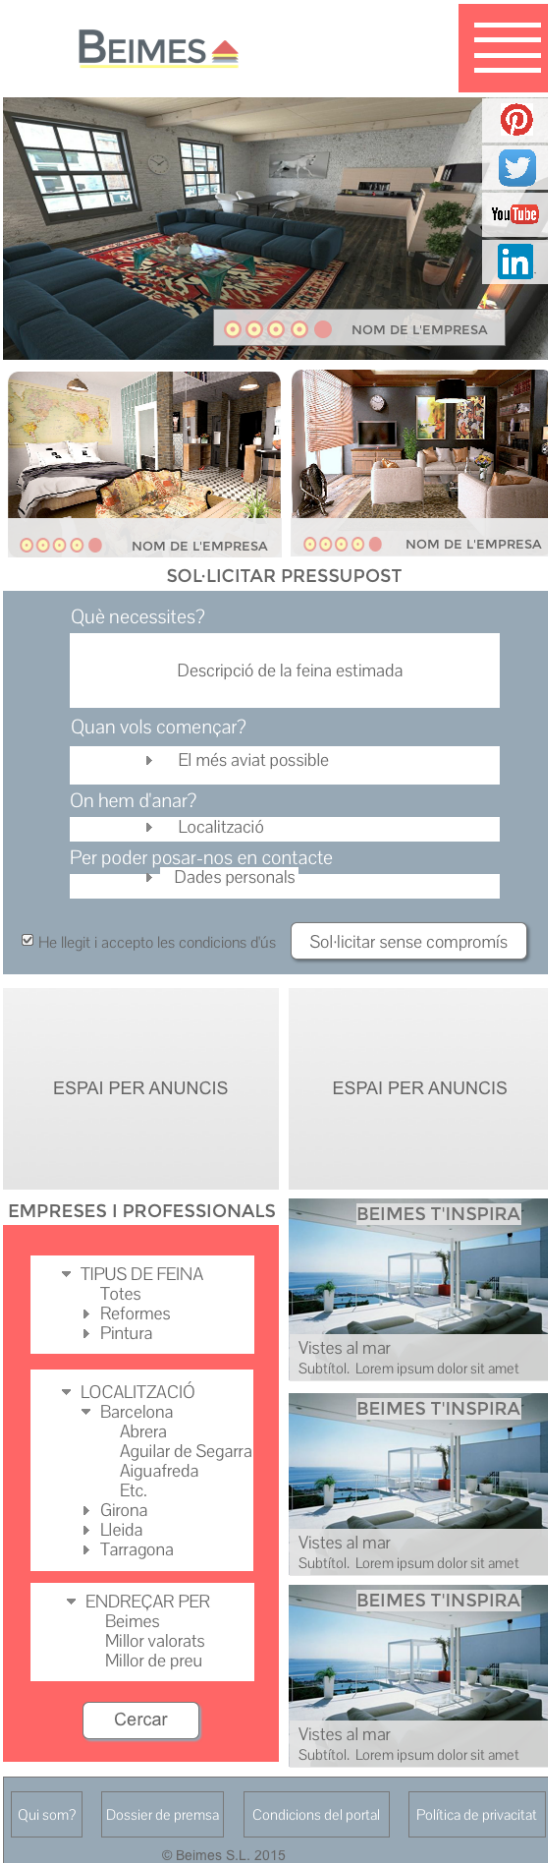 BEIMES
YouTube
in
NOM DE L'EMPRESA
NOM DE L'EMPRESA
NOM DE L'EMPRESA
SOL·LICITAR PRESSUPOST
Què necessites?
Descripció de la feina estimada
Quan vols començar?
El més aviat possible
On hem d'anar?
Localització
Per poder posar-nos en contacte
Dades personals
He llegit i accepto les condicions d'ús
Sol·licitar sense compromís
ESPAI PER ANUNCIS
ESPAI PER ANUNCIS
EMPRESES I PROFESSIONALS
TIPUS DE FEINA
Totes
Reformes
Pintura
LOCALITZACIÓ
Barcelona
Abrera
Aguilar de Segarra
Aiguafreda
Etc.
Girona
Lleida
Tarragona
ENDREÇAR PER
Beimes
Millor valorats
Millor de preu
Cercar
BEIMES T'INSPIRA
Vistes al mar
Subtítol. Lorem ipsum dolor sit amet
BEIMES T'INSPIRA
Vistes al mar
Subtítol. Lorem ipsum dolor sit amet
BEIMES T'INSPIRA
Vistes al mar
Subtítol. Lorem ipsum dolor sit amet
Qui som?
Dossier de premsa
Condicions del portal
Política de privacitat
© Beimes S.L. 2015